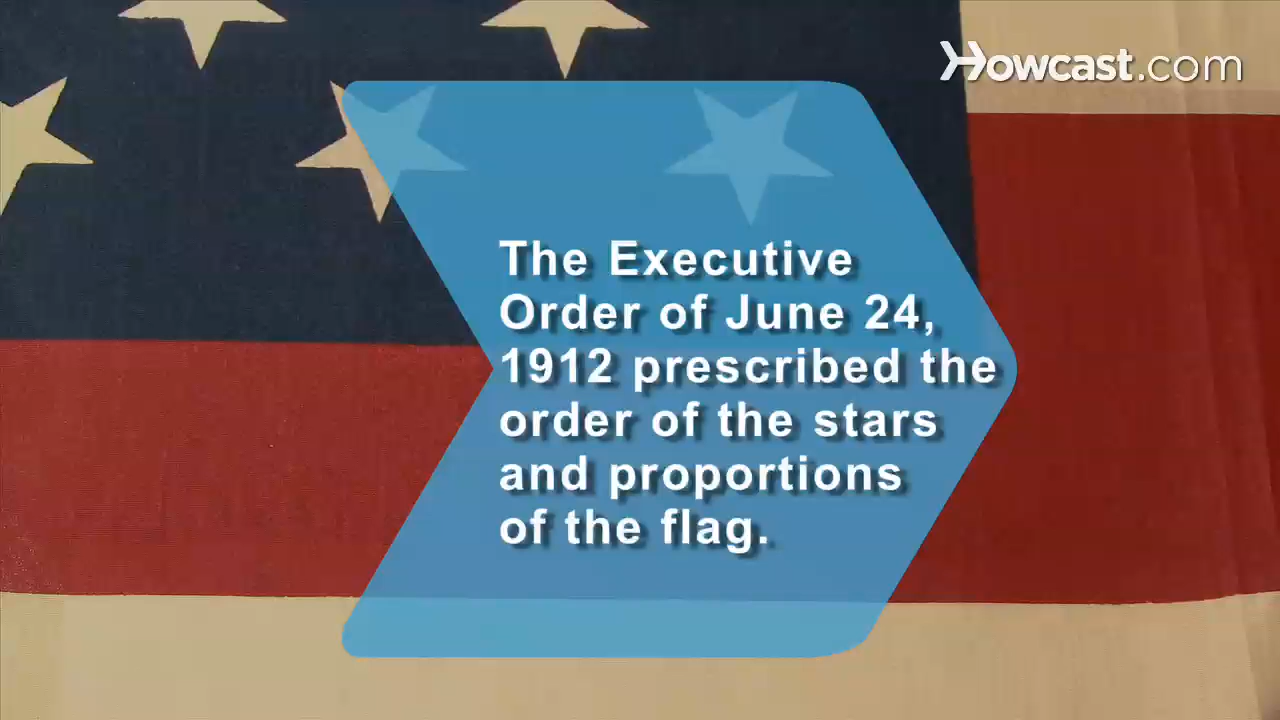 Howcast.com
The Executive
Order of June 24,
1912 prescribed the
order of the stars
and proportions
of the flag.